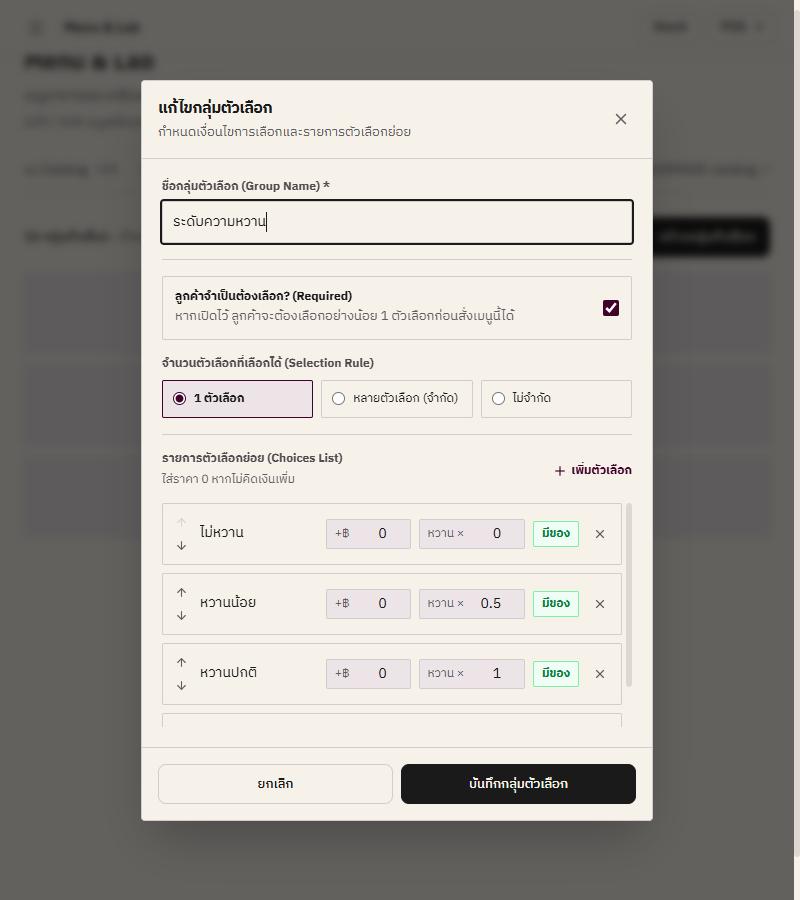 Menu & Lab
Menu & Lab
แก้ไขกลุ่มตัวเลือก
กำหนดเงื่อนไขการเลือกและรายการตัวเลือกย่อย
ชื่อกลุ่มตัวเลือก (Group Name) *
ระดับความหวาน
ลูกค้าจำเป็นต้องเลือก? (Required)
หากเปิดไว้ ลูกค้าจะต้องเลือกอย่างน้อย 1 ตัวเลือกก่อนสั่งเมนูนี้ได้
จำนวนตัวเลือกที่เลือกได้ (Selection Rule)
1 ตัวเลือก หลายตัวเลือก (จำกัด) ไม่จำกัด
รายการตัวเลือกย่อย (Choices List)
ใส่ราคา 0 หากไม่คิดเงินเพิ่ม
+ เพิ่มตัวเลือก
ไม่หวาน +฿ 0 หวาน × 0 มีของ ×
หวานน้อย +฿ 0 หวาน × 0.5 มีของ ×
หวานปกติ +฿ 0 หวาน × 1 มีของ ×
ยกเลิก บันทึกกลุ่มตัวเลือก